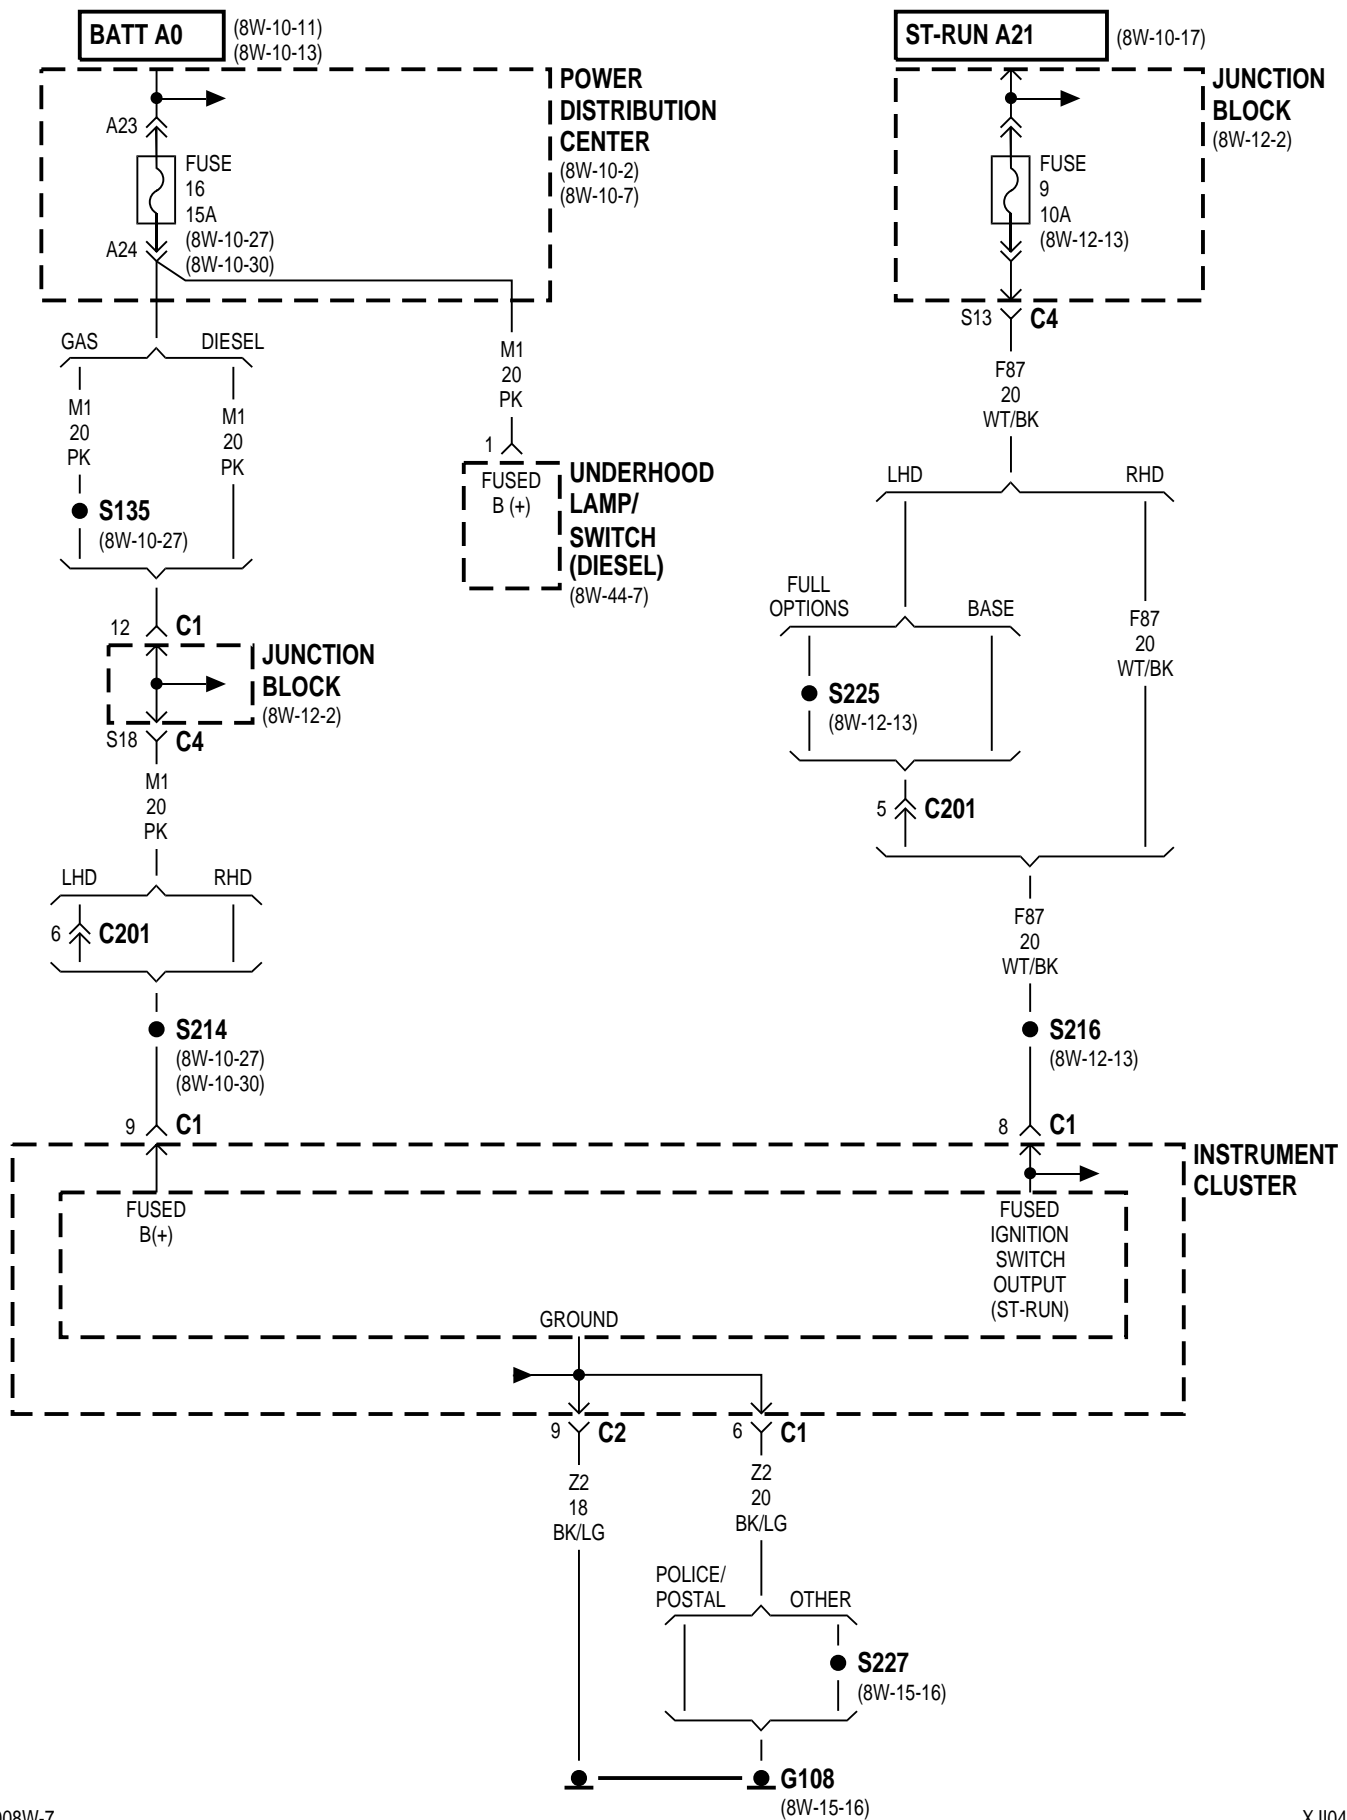 BATT A0
(8W-10-11)
(8W-10-13)
ST-RUN A21
(8W-10-17)
POWER
DISTRIBUTION
CENTER
(8W-10-2)
(8W-10-7)
A23
FUSE
16
15A
(8W-10-27)
(8W-10-30)
A24
JUNCTION
BLOCK
(8W-12-2)
FUSE
9
10A
(8W-12-13)
S13
C4
F87
20
WT/BK
GAS
DIESEL
M1
20
PK
M1
20
PK
M1
20
PK
S135
(8W-10-27)
1
FUSED
B (+)
UNDERHOOD
LAMP/
SWITCH
(DIESEL)
(8W-44-7)
LHD
RHD
FULL
OPTIONS
BASE
F87
20
WT/BK
S225
(8W-12-13)
5
C201
12
C1
JUNCTION
BLOCK
(8W-12-2)
S18
C4
M1
20
PK
LHD
RHD
6
C201
S214
(8W-10-27)
(8W-10-30)
9
C1
F87
20
WT/BK
S216
(8W-12-13)
8
C1
INSTRUMENT
CLUSTER
FUSED
B(+)
FUSED
IGNITION
SWITCH
OUTPUT
(ST-RUN)
GROUND
9
C2
6
C1
Z2
18
BK/LG
Z2
20
BK/LG
POLICE/
POSTAL
OTHER
S227
(8W-15-16)
G108
(8W-15-16)